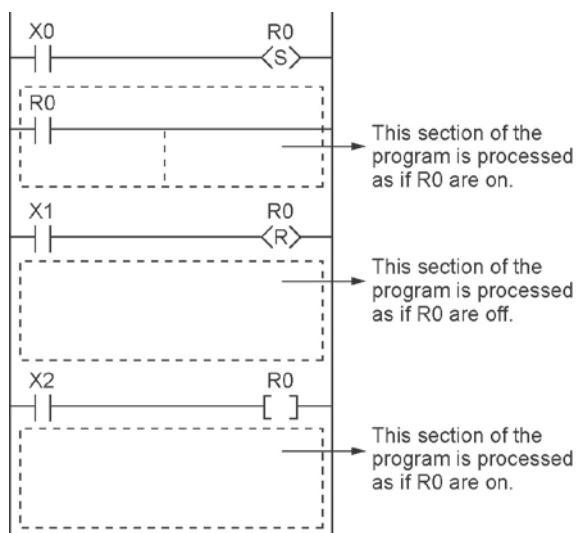 X0 R0
S
R0
This section of the
program is processed
as if R0 are on.
X1 R0
R
This section of the
program is processed
as if R0 are off.
X2 R0
This section of the
program is processed
as if R0 are on.